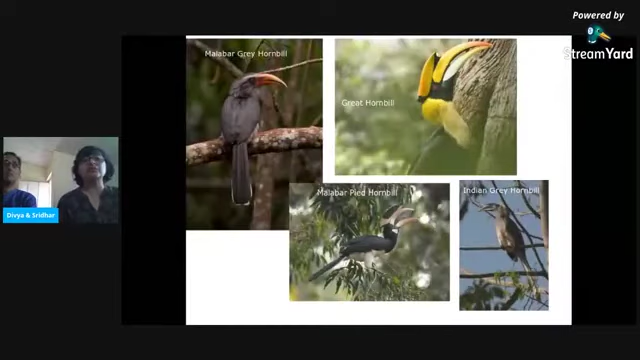 Powered by
StreamYard
Malabar Grey Hornbill
Great Hornbill
Malabar Pied Hornbill
Indian Grey Hornbill
Divya & Sridhar